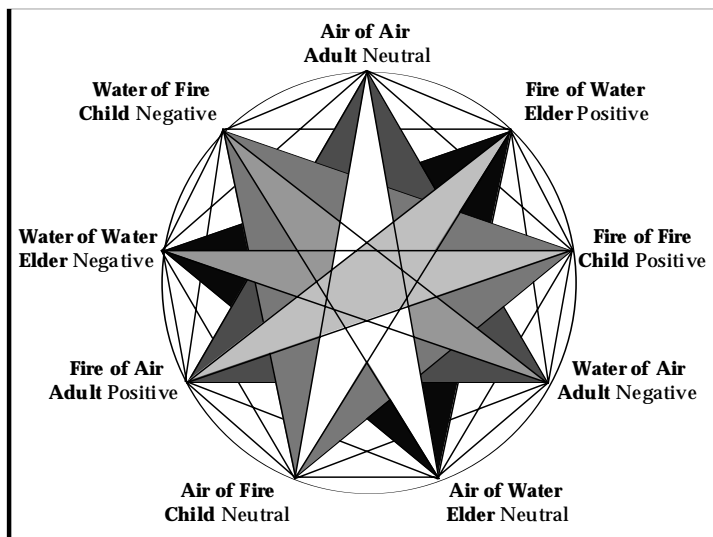 Air of Air
Adult Neutral
Water of Fire
Child Negative
Fire of Water
Elder Positive
Water of Water
Elder Negative
Fire of Fire
Child Positive
Fire of Air
Adult Positive
Water of Air
Adult Negative
Air of Fire
Child Neutral
Air of Water
Elder Neutral